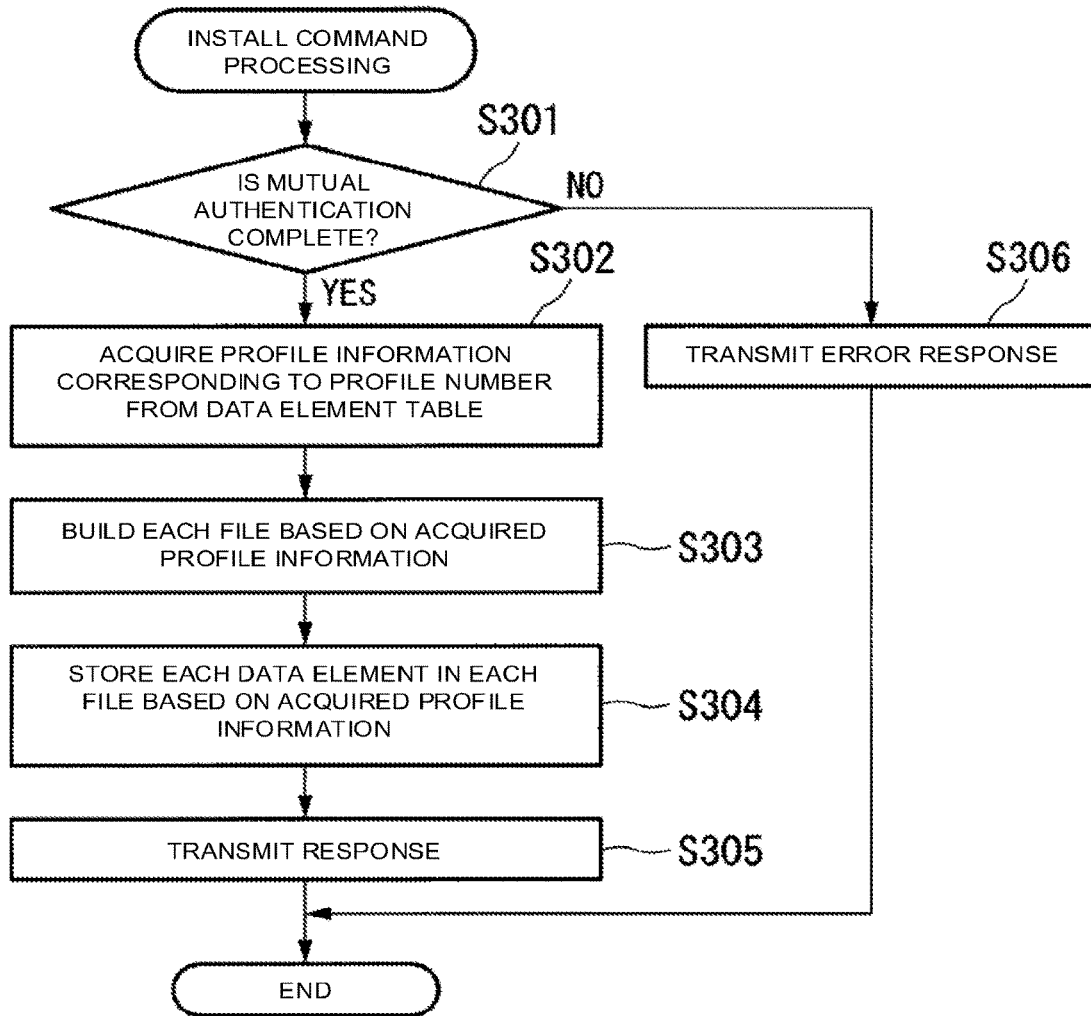 INSTALL COMMAND
PROCESSING
S301
IS MUTUAL
AUTHENTICATION
COMPLETE?
NO
YES
S302
ACQUIRE PROFILE INFORMATION
CORRESPONDING TO PROFILE NUMBER
FROM DATA ELEMENT TABLE
S306
TRANSMIT ERROR RESPONSE
BUILD EACH FILE BASED ON ACQUIRED
PROFILE INFORMATION
S303
STORE EACH DATA ELEMENT IN EACH
FILE BASED ON ACQUIRED PROFILE
INFORMATION
S304
TRANSMIT RESPONSE
S305
END